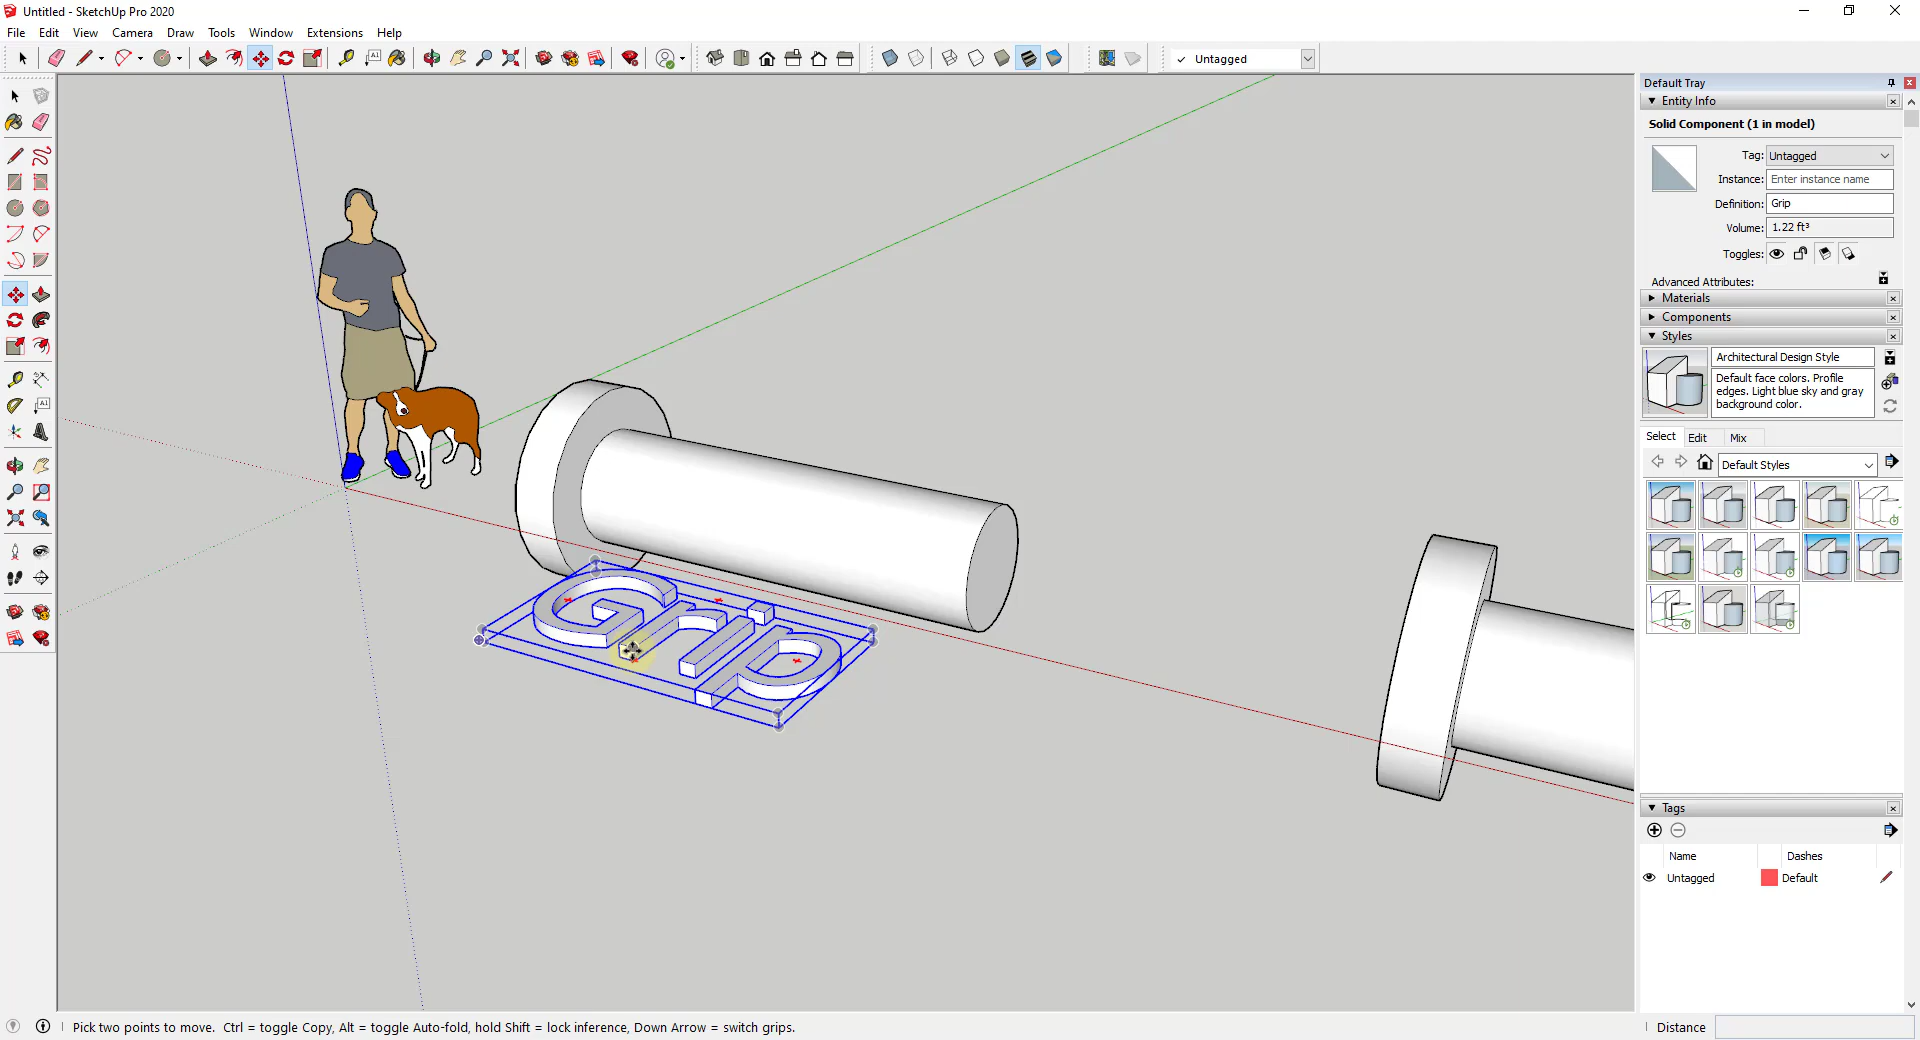 Untitled - SketchUp Pro 2020
File Edit View Camera Draw Tools Window Extensions Help
Untagged
Default Tray
Entity Info
Solid Component (1 in model)
Tag: Untagged
Instance: Enter instance name
Definition: Grip
Volume: 1.22 ft³
Toggles:
Advanced Attributes:
Materials
Components
Styles
Architectural Design Style
Default face colors. Profile
edges. Light blue sky and gray
background color.
Select Edit Mix
Default Styles
Grip
Tags
Name Dashes
Untagged Default
Pick two points to move. Ctrl = toggle Copy, Alt = toggle Auto-fold, hold Shift = lock inference, Down Arrow = switch grips.
Distance